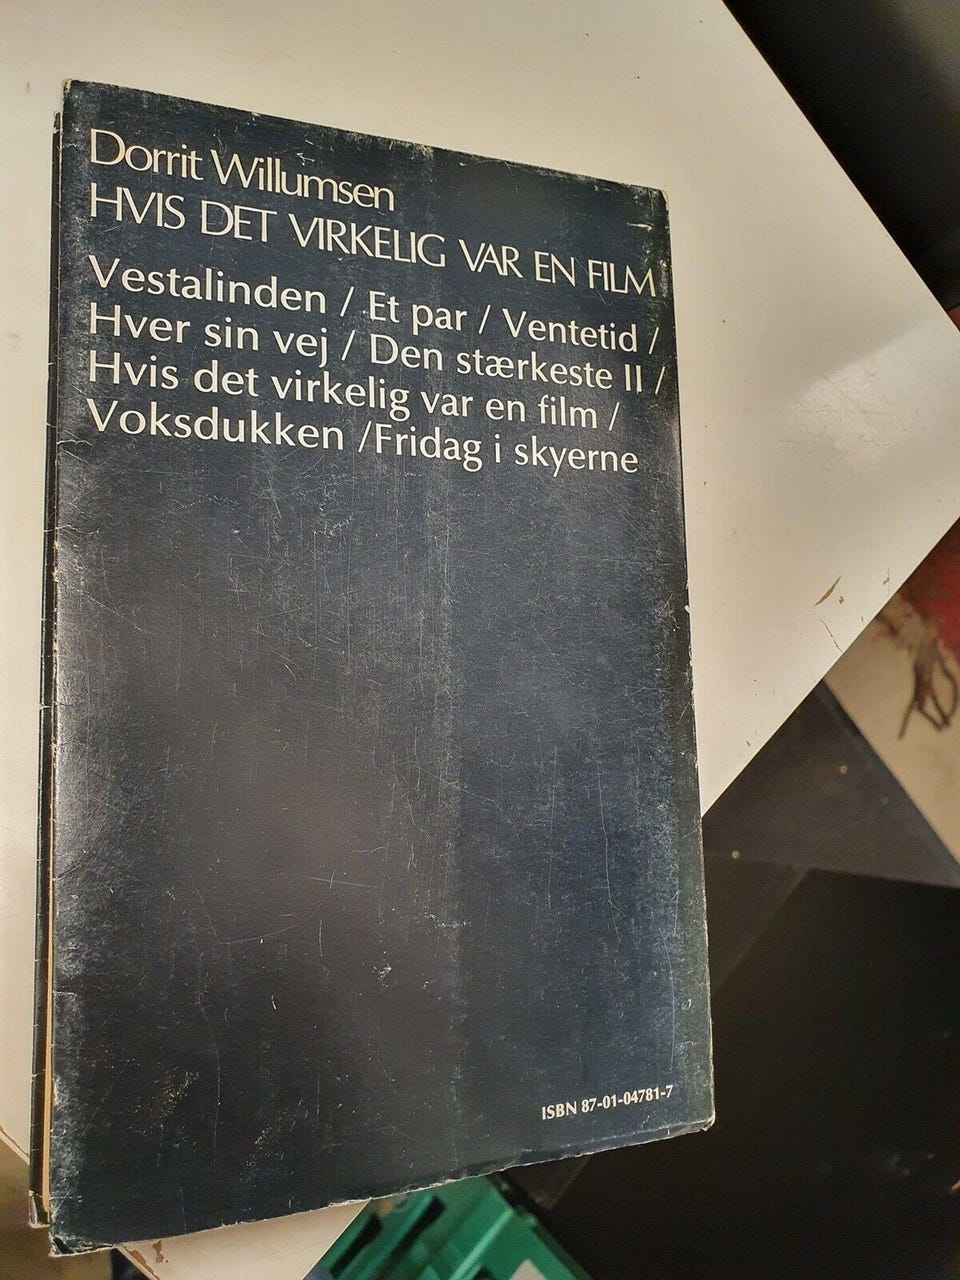 Dorrit Willumsen
HVIS DET VIRKELIG VAR EN FILM
Vestalinden / Et par / Ventetid /
Hver sin vej / Den stærkeste II /
Hvis det virkelig var en film /
Voksdukken /Fridag i skyerne
ISBN 87-01-04781-7